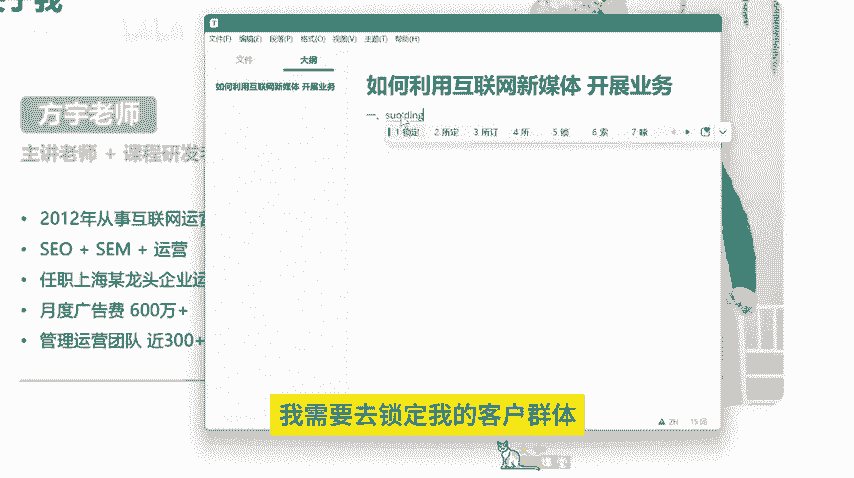 关于我
方宇老师
主讲老师 + 课程研发
• 2012年从事互联网运营
• SEO + SEM + 运营
• 任职上海某龙头企业运
• 月度广告费 600万+
• 管理运营团队 近300+
文件(F) 编辑(E) 段落(P) 格式(O) 视图(V) 主题(T) 帮助(H)
文件 大纲
如何利用互联网新媒体 开展业务
如何利用互联网新媒体 开展业务
一、suo'ding
1 锁定 2 所定 3 所订 4 所 5 锁 6 索
我需要去锁定我的客户群体